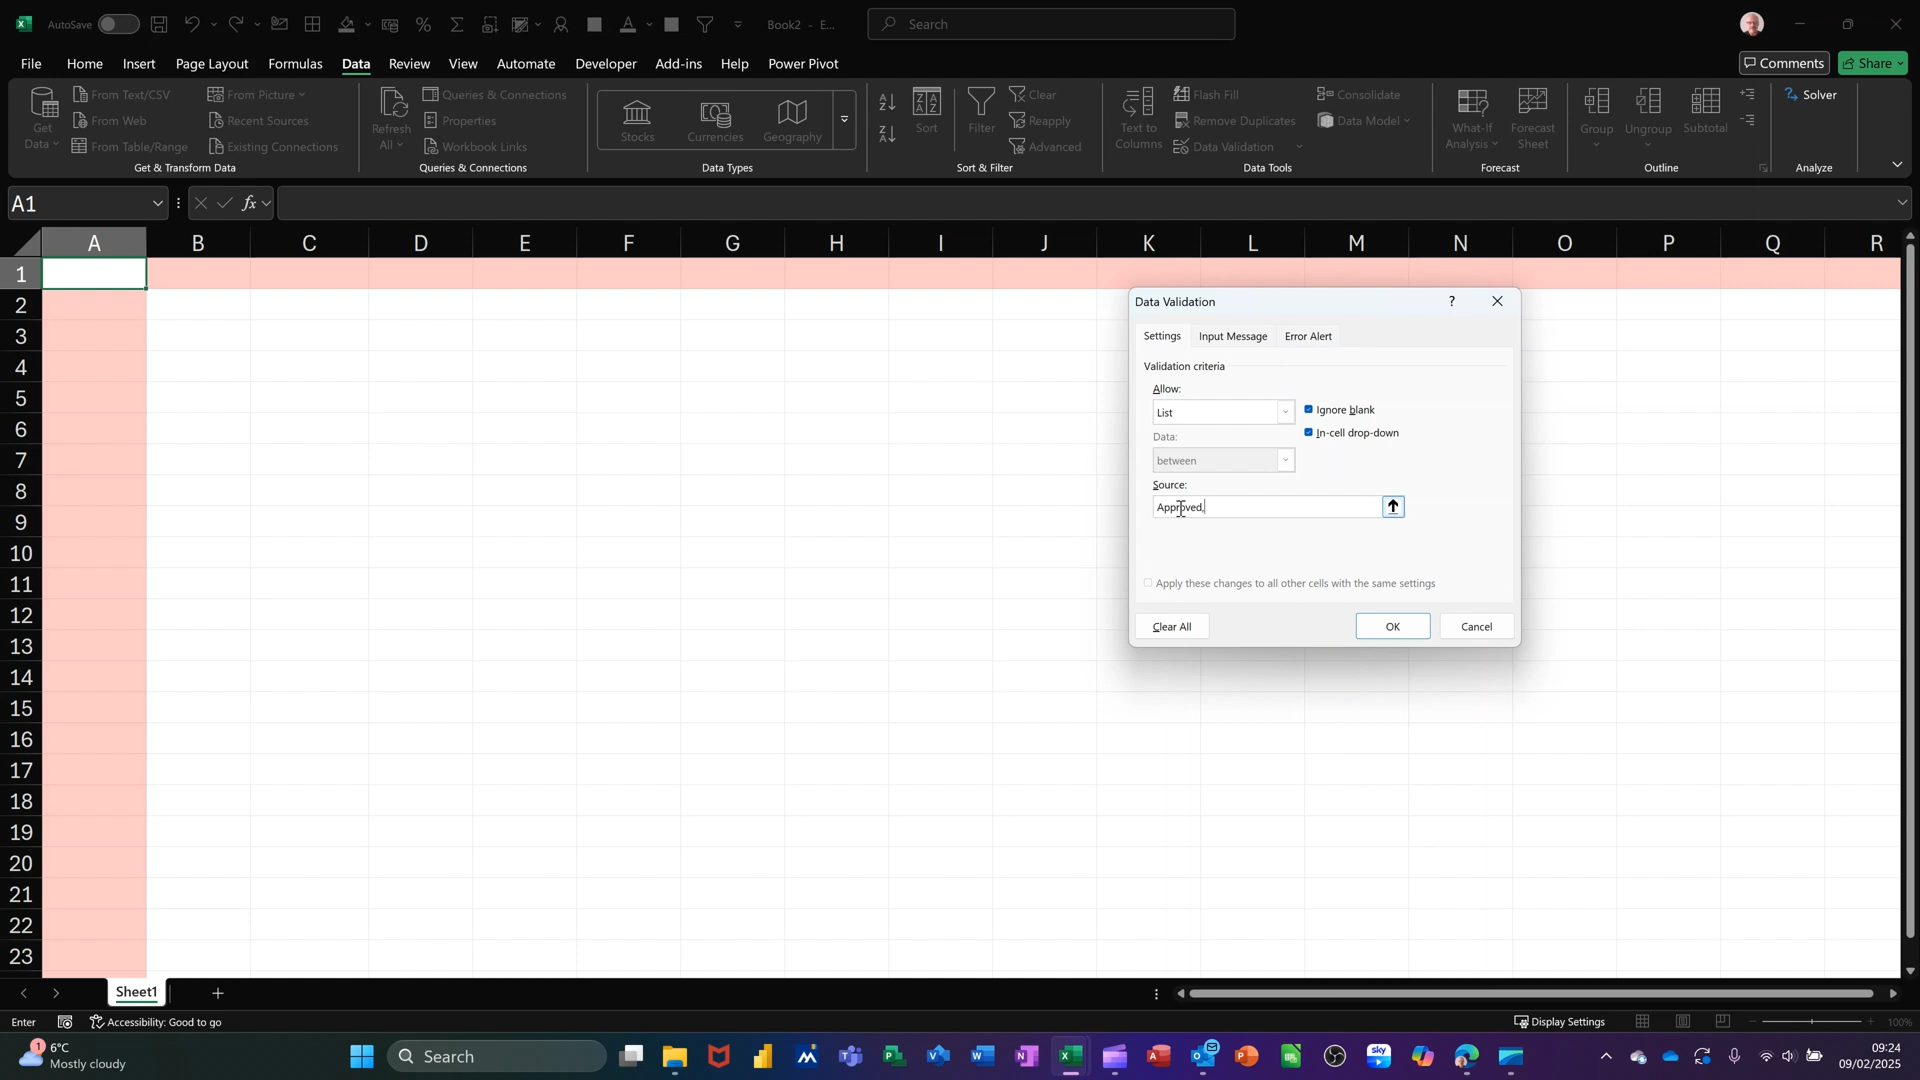 AutoSave
Book2 - E...
Search
File Home Insert Page Layout Formulas Data Review View Automate Developer Add-ins Help Power Pivot
Comments Share
Get Data
From Text/CSV
From Web
From Table/Range
From Picture
Recent Sources
Existing Connections
Get & Transform Data
Refresh All
Queries & Connections
Properties
Workbook Links
Queries & Connections
Stocks
Currencies
Geography
Data Types
Sort
Filter
Clear
Reapply
Advanced
Sort & Filter
Text to Columns
Flash Fill
Remove Duplicates
Data Validation
Consolidate
Data Model
Data Tools
What-If Analysis
Forecast Sheet
Forecast
Group
Ungroup
Subtotal
Outline
Solver
Analyze
A1
fx
A B C D E F G H I J K L M N O P Q R
1
2
3
4
5
6
7
8
9
10
11
12
13
14
15
16
17
18
19
20
21
22
23
Data Validation ?
Settings Input Message Error Alert
Validation criteria
Allow:
List
Ignore blank
Data:
In-cell drop-down
between
Source:
Approved,
Apply these changes to all other cells with the same settings
Clear All OK Cancel
Sheet1
Enter
Accessibility: Good to go
Display Settings
100%
1
6°C
Mostly cloudy
Search
sky
09:24
09/02/2025